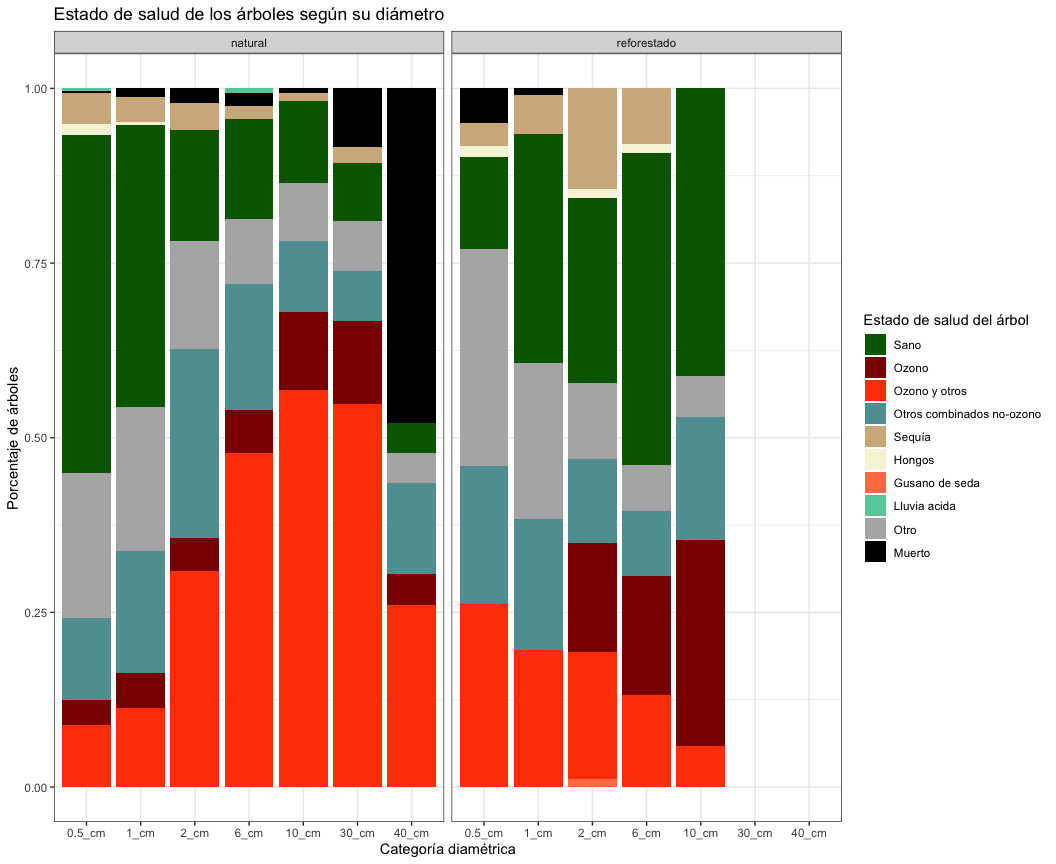 Estado de salud de los árboles según su diámetro
natural
reforestado
Porcentaje de árboles
1.00
0.75
0.50
0.25
0.00
0.5_cm 1_cm 2_cm 6_cm 10_cm 30_cm 40_cm
0.5_cm 1_cm 2_cm 6_cm 10_cm 30_cm 40_cm
Categoría diamétrica
Estado de salud del árbol
Sano
Ozono
Ozono y otros
Otros combinados no-ozono
Sequía
Hongos
Gusano de seda
Lluvia acida
Otro
Muerto